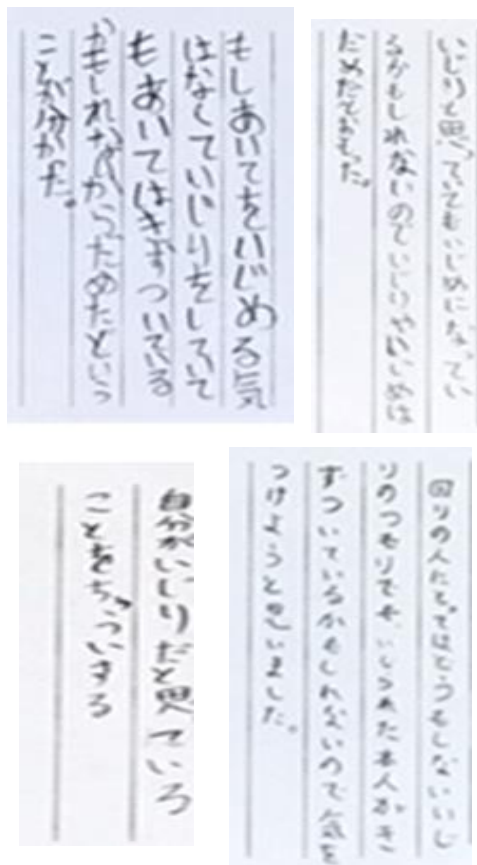 もしあいてをいじめる気
はなくていじりをしていて
もあいてはきずついている
かもしれないからだめだという
ことが分かった。
いじりと思っていてもいじめになってい
るかもしれないのでいじりやいじめは
だめだとおもった。
自分がいじりだと思っている
ことをちゅういする
回りの人たちではどうもしないいじ
りのつもりでも、いじられた本人がき
ずついているかもしれないので気を
つけようと思いました。